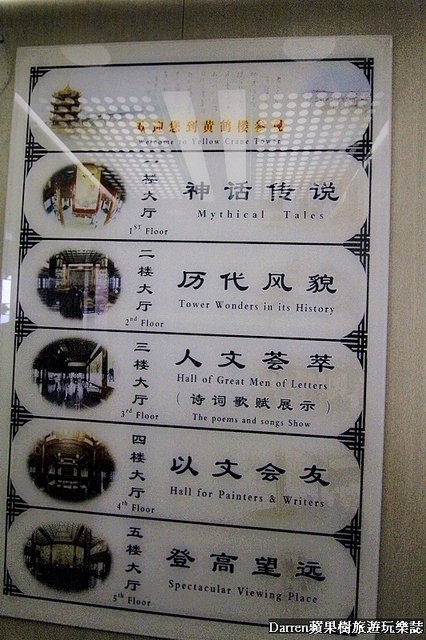 欢迎您到黄鹤楼参观
Welcome to Yellow Crane Tower
一楼大厅
1ST Floor
神话传说
Mythical Tales
二楼大厅
2nd Floor
历代风貌
Tower Wonders in its History
三楼大厅
3rd Floor
人文荟萃
Hall of Great Men of Letters
（诗词歌赋展示）
The poems and songs Show
四楼大厅
4th Floor
以文会友
Hall for Painters & Writers
五楼大厅
5th Floor
登高望远
Spectacular Viewing Place
Darren蘋果樹旅遊玩樂誌